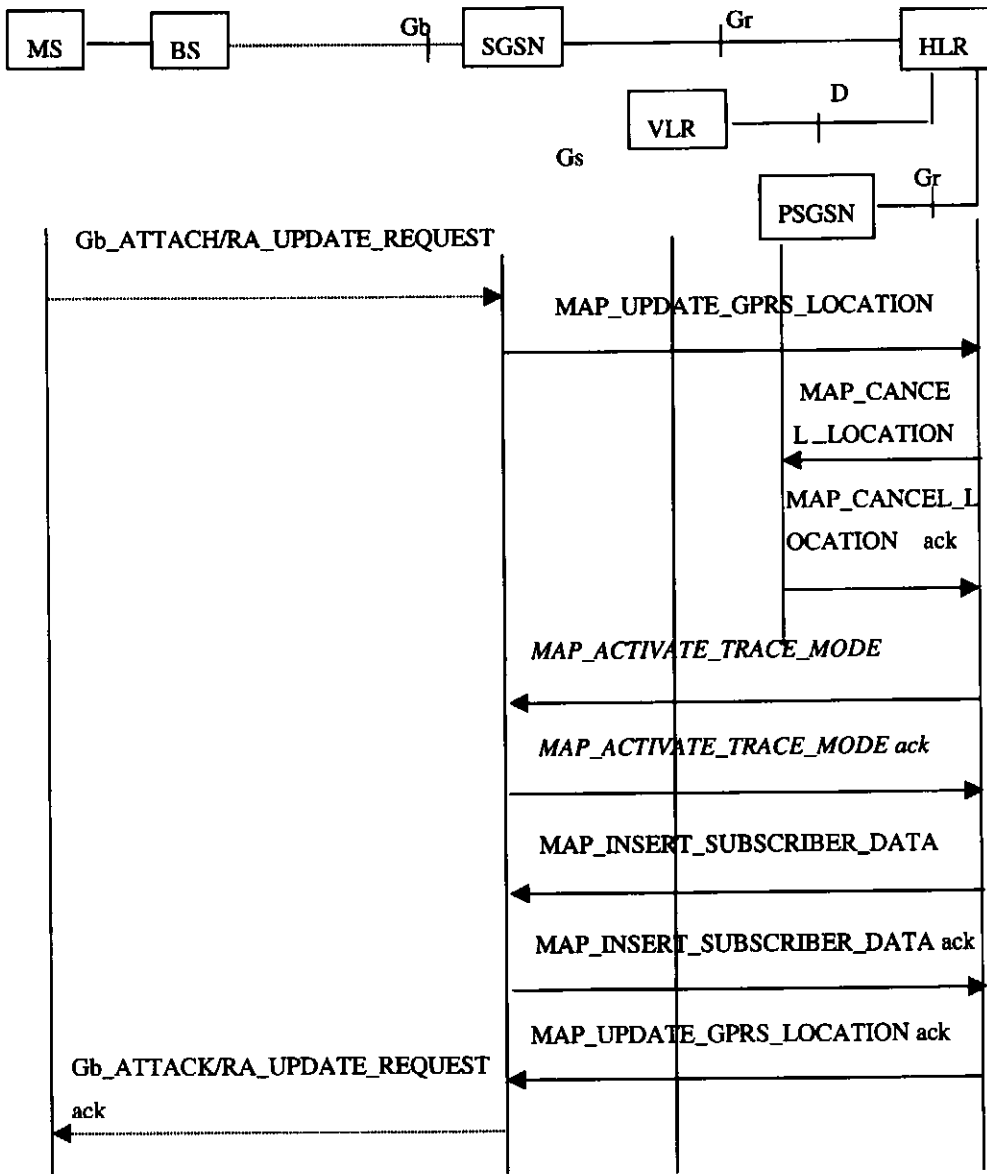 Gb
Gr
MS
BS
SGSN
HLR
D
VLR
Gs
Gr
PSGSN
Gb_ATTACH/RA_UPDATE_REQUEST
MAP_UPDATE_GPRS_LOCATION
MAP_CANCE
L_LOCATION
MAP_CANCEL_L
OCATION ack
MAP_ACTIVATE_TRACE_MODE
MAP_ACTIVATE_TRACE_MODE ack
MAP_INSERT_SUBSCRIBER_DATA
MAP_INSERT_SUBSCRIBER_DATA ack
MAP_UPDATE_GPRS_LOCATION ack
Gb_ATTACK/RA_UPDATE_REQUEST
ack